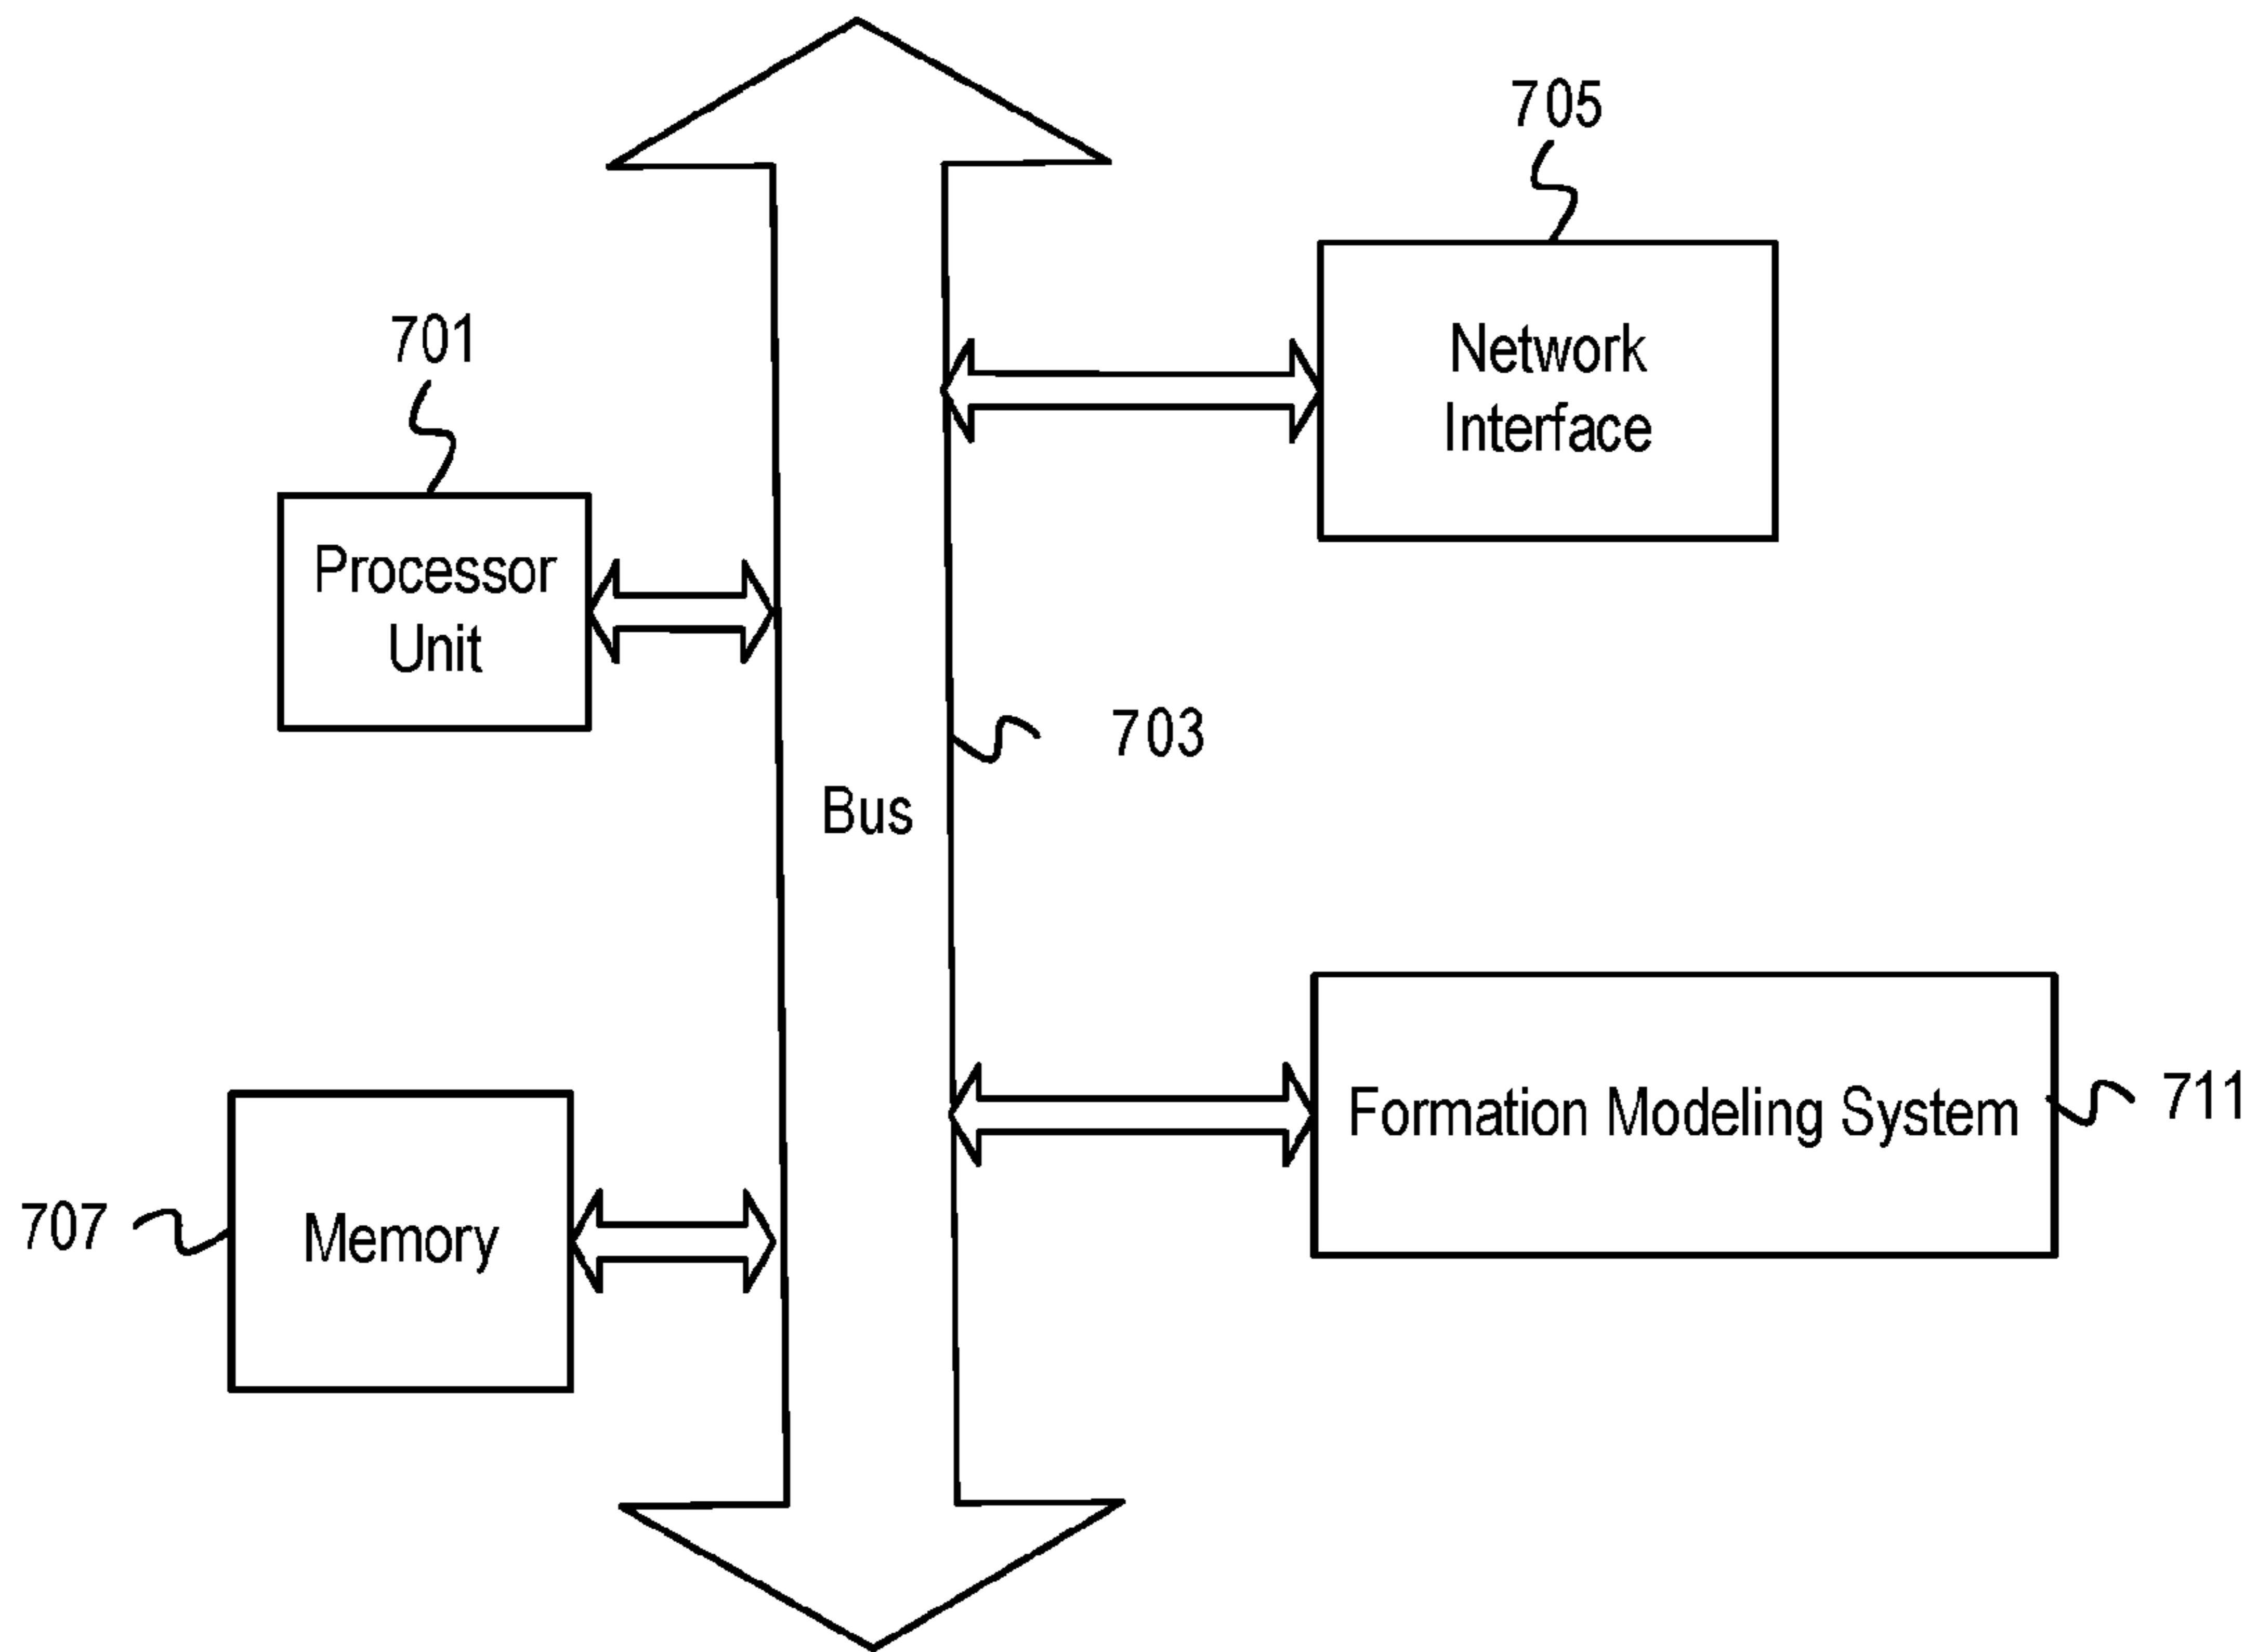 705
Network
Interface
701
Processor
Unit
703
Bus
Formation Modeling System
711
707
Memory